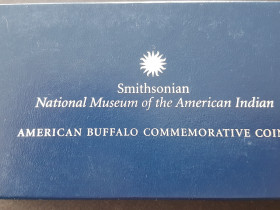 Smithsonian
National Museum of the American Indian
AMERICAN BUFFALO COMMEMORATIVE COIN